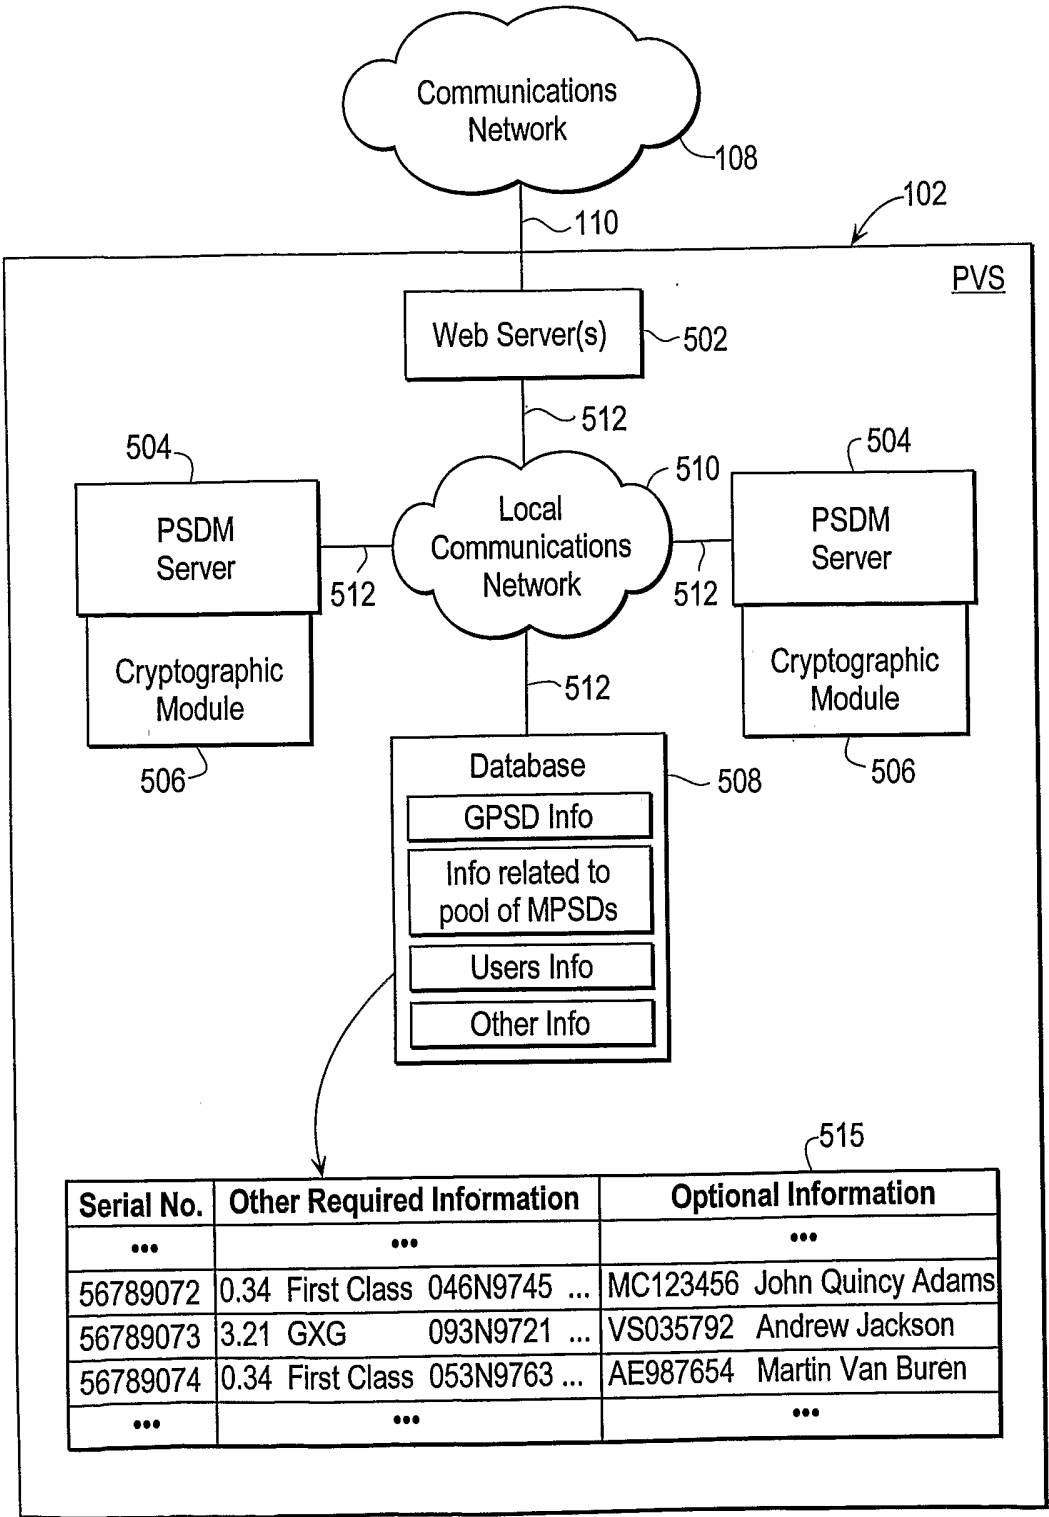 Communications
Network
108
110
102
PVS
Web Server(s)
502
512
504
PSDM
Server
512
Local
Communications
Network
510
504
PSDM
Server
512
Cryptographic
Module
506
512
Cryptographic
Module
506
Database
508
GPSD Info
Info related to
pool of MPSDs
Users Info
Other Info
515
Serial No. Other Required Information Optional Information
••• ••• •••
56789072 0.34 First Class 046N9745 ... MC123456 John Quincy Adams
56789073 3.21 GXG 093N9721 ... VS035792 Andrew Jackson
56789074 0.34 First Class 053N9763 ... AE987654 Martin Van Buren
••• ••• •••